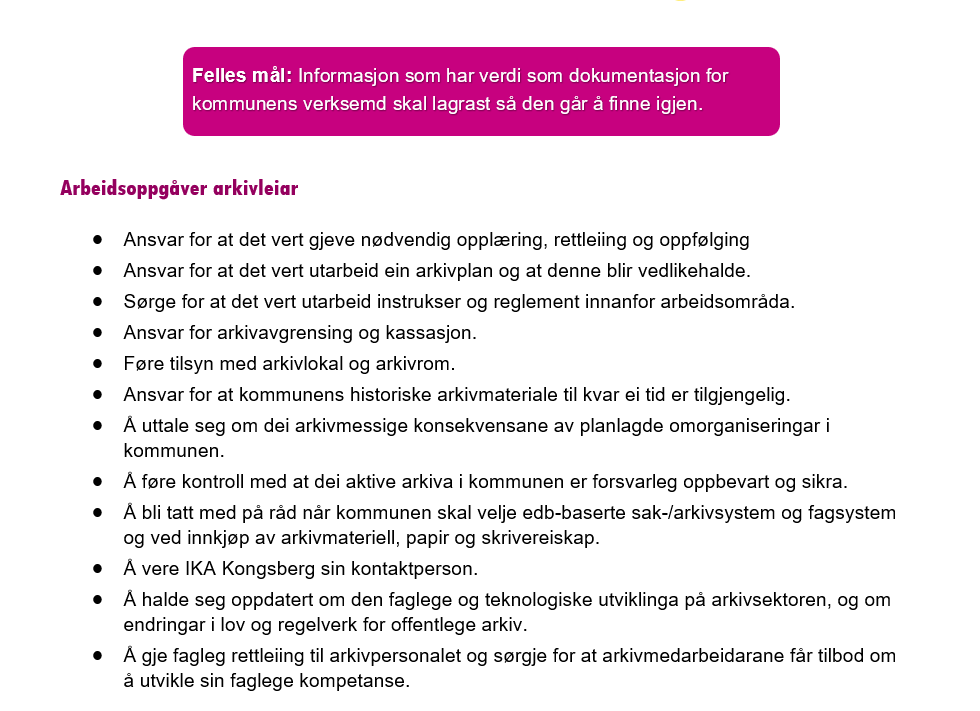 Felles mål: Informasjon som har verdi som dokumentasjon for
kommunens verksemd skal lagrast så den går å finne igjen.
Arbeidsoppgåver arkivleiar
● Ansvar for at det vert gjeve nødvendig opplæring, rettleiing og oppfølging
● Ansvar for at det vert utarbeid ein arkivplan og at denne blir vedlikehalde.
● Sørge for at det vert utarbeid instrukser og reglement innanfor arbeidsområda.
● Ansvar for arkivavgrensing og kassasjon.
● Føre tilsyn med arkivlokal og arkivrom.
● Ansvar for at kommunens historiske arkivmateriale til kvar ei tid er tilgjengelig.
● Å uttale seg om dei arkivmessige konsekvensane av planlagde omorganiseringar i
kommunen.
● Å føre kontroll med at dei aktive arkiva i kommunen er forsvarleg oppbevart og sikra.
● Å bli tatt med på råd når kommunen skal velje edb-baserte sak-/arkivsystem og fagsystem
og ved innkjøp av arkivmateriell, papir og skrivereiskap.
● Å vere IKA Kongsberg sin kontaktperson.
● Å halde seg oppdatert om den faglege og teknologiske utviklinga på arkivsektoren, og om
endringar i lov og regelverk for offentlege arkiv.
● Å gje fagleg rettleiing til arkivpersonalet og sørgje for at arkivmedarbeidarane får tilbod om
å utvikle sin faglege kompetanse.